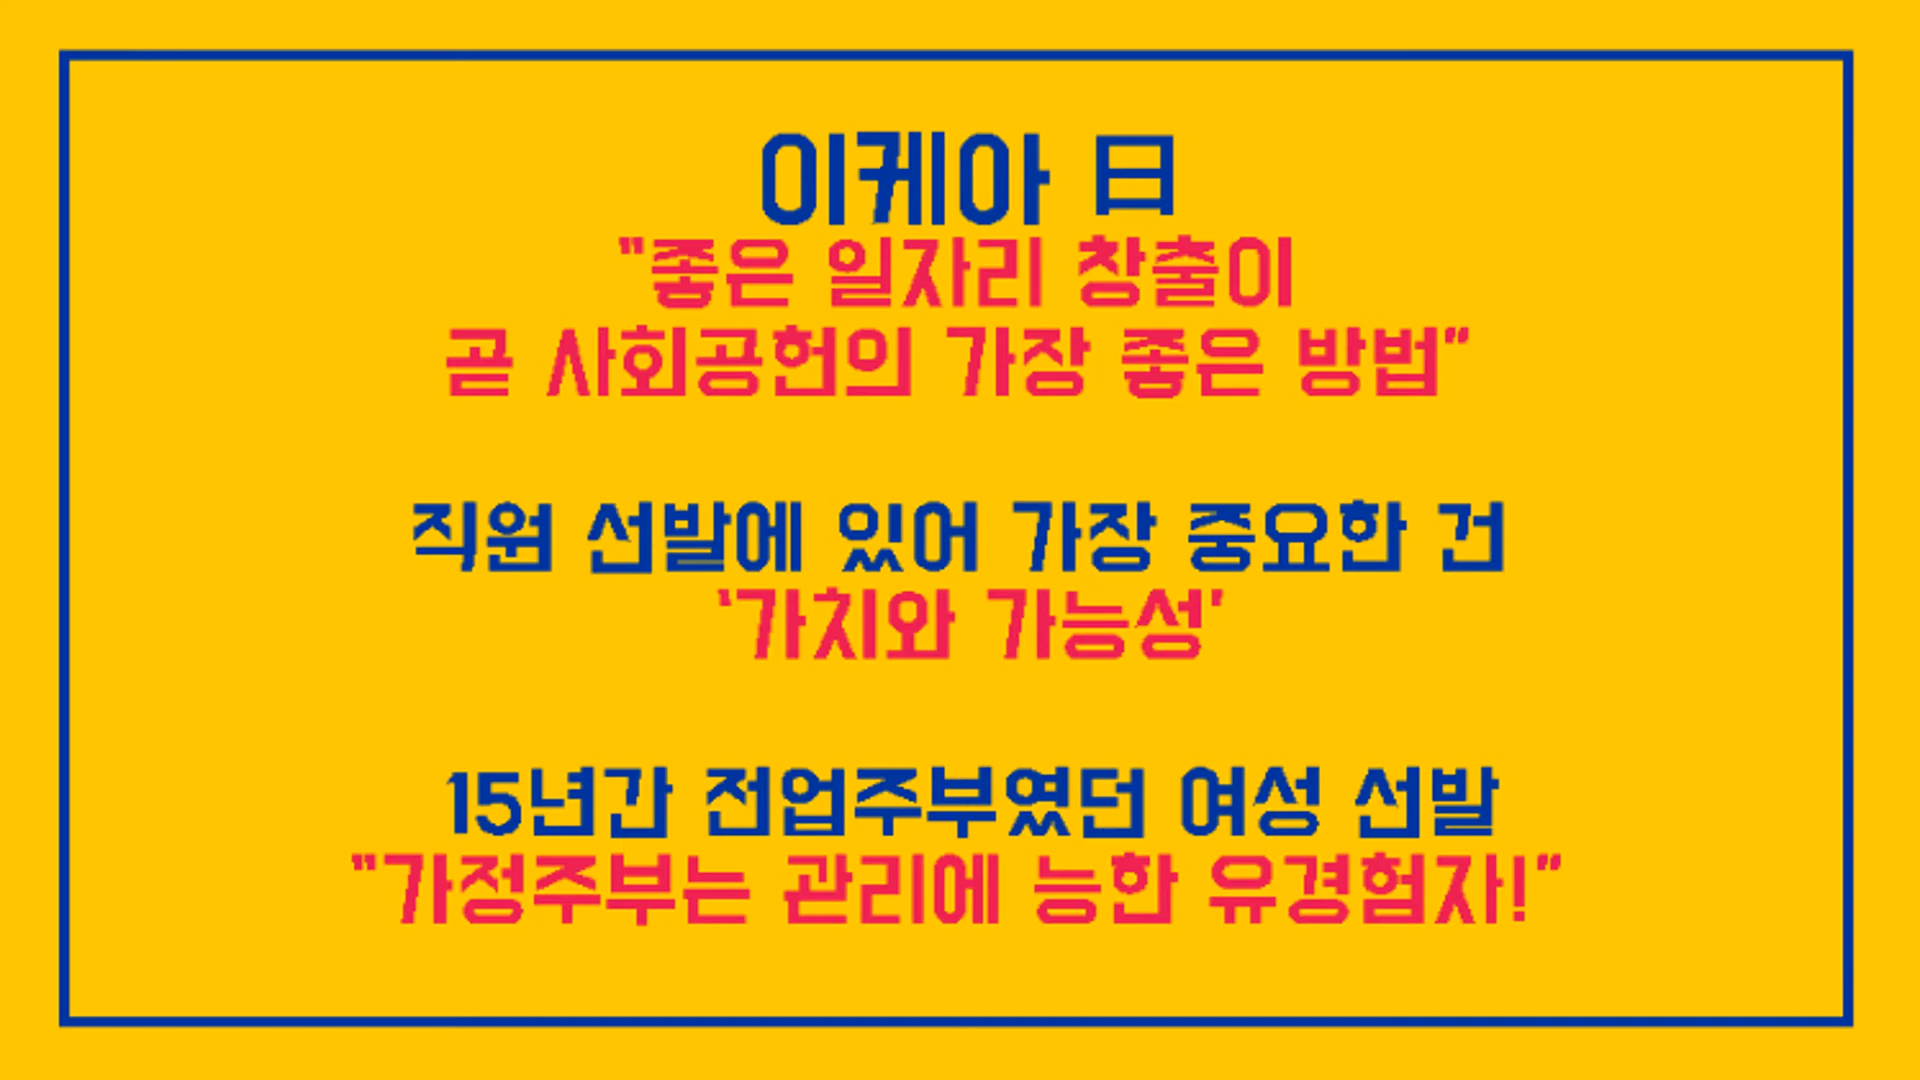 이케아 曰
"좋은 일자리 창출이
곧 사회공헌의 가장 좋은 방법"
직원 선발에 있어 가장 중요한 건
'가치와 가능성'
15년간 전업주부였던 여성 선발
"가정주부는 관리에 능한 유경험자!"